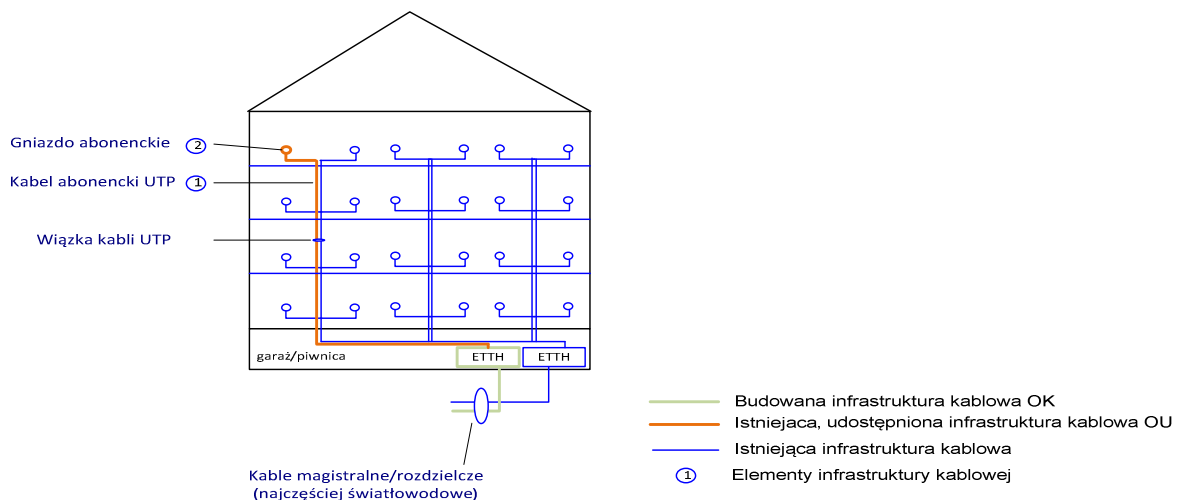 Gniazdo abonenckie 2
Kabel abonencki UTP 1
Wiązka kabli UTP
garaż/piwnica
ETTH
ETTH
Kable magistralne/rozdzielcze
(najczęściej światłowodowe)
Budowana infrastruktura kablowa OK
Istniejaca, udostępniona infrastruktura kablowa OU
Istniejąca infrastruktura kablowa
1 Elementy infrastruktury kablowej